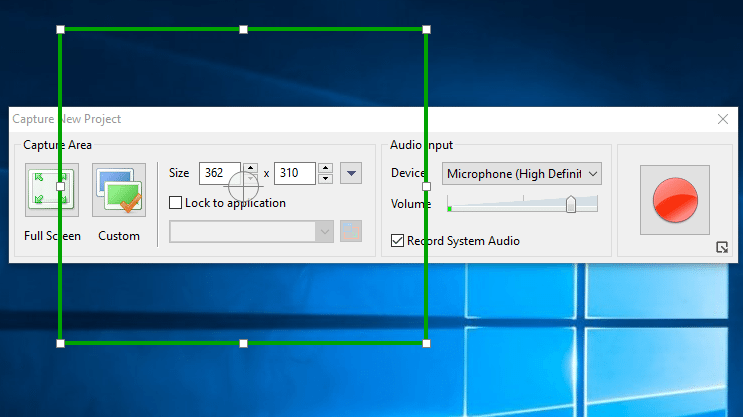 Capture New Project
Capture Area
Audio Input
Size 362 x 310
Device Microphone (High Definit
Lock to application
Volume
Full Screen Custom
Record System Audio